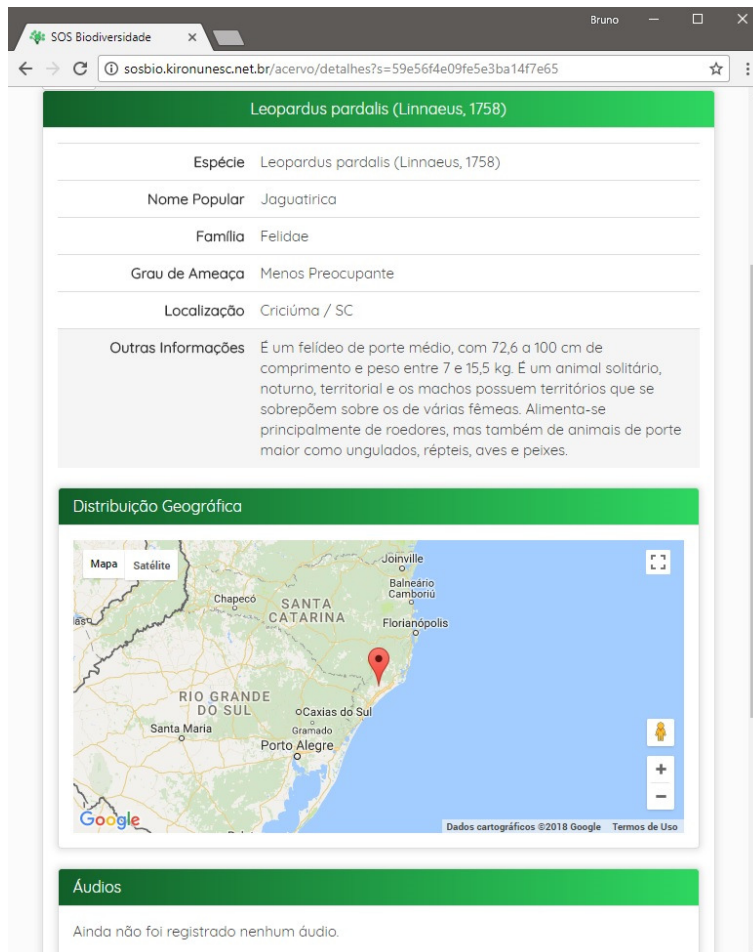 Bruno
SOS Biodiversidade
sosbio.kironunesc.net.br/acervo/detalhes?s=59e56f4e09fe5e3ba14f7e65
Leopardus pardalis (Linnaeus, 1758)
Espécie Leopardus pardalis (Linnaeus, 1758)
Nome Popular Jaguatirica
Família Felidae
Grau de Ameaça Menos Preocupante
Localização Criciúma / SC
Outras Informações É um felídeo de porte médio, com 72,6 a 100 cm de
comprimento e peso entre 7 e 15,5 kg. É um animal solitário,
noturno, territorial e os machos possuem territórios que se
sobrepõem sobre os de várias fêmeas. Alimenta-se
principalmente de roedores, mas também de animais de porte
maior como ungulados, répteis, aves e peixes.
Distribuição Geográfica
Mapa Satélite
Joinville
Balneário
Camboriú
Chapecó
SANTA
CATARINA
Florianópolis
RIO GRANDE
DO SUL
Caxias do Sul
Santa Maria
Gramado
Porto Alegre
Google
Dados cartográficos ©2018 Google Termos de Uso
Áudios
Ainda não foi registrado nenhum áudio.